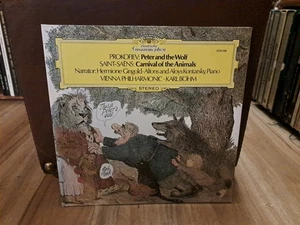 Deutsche
Grammophon
PROKOFIEV: Peter and the Wolf
SAINT-SAËNS: Carnival of the Animals
Narrator: Hermione Gingold · Alfons and Aloys Kontarsky, Piano
VIENNA PHILHARMONIC · KARL BÖHM
STEREO